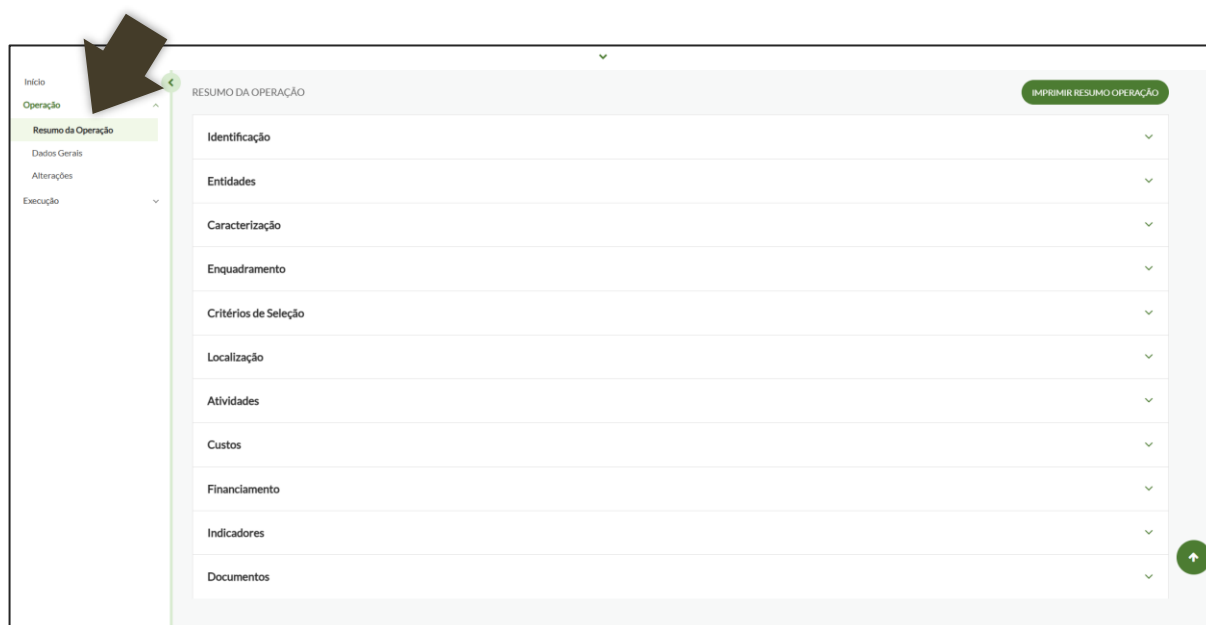 Início
Operação
Resumo da Operação
Dados Gerais
Alterações
Execução
RESUMO DA OPERAÇÃO
IMPRIMIR RESUMO OPERAÇÃO
Identificação
Entidades
Caracterização
Enquadramento
Critérios de Seleção
Localização
Atividades
Custos
Financiamento
Indicadores
Documentos